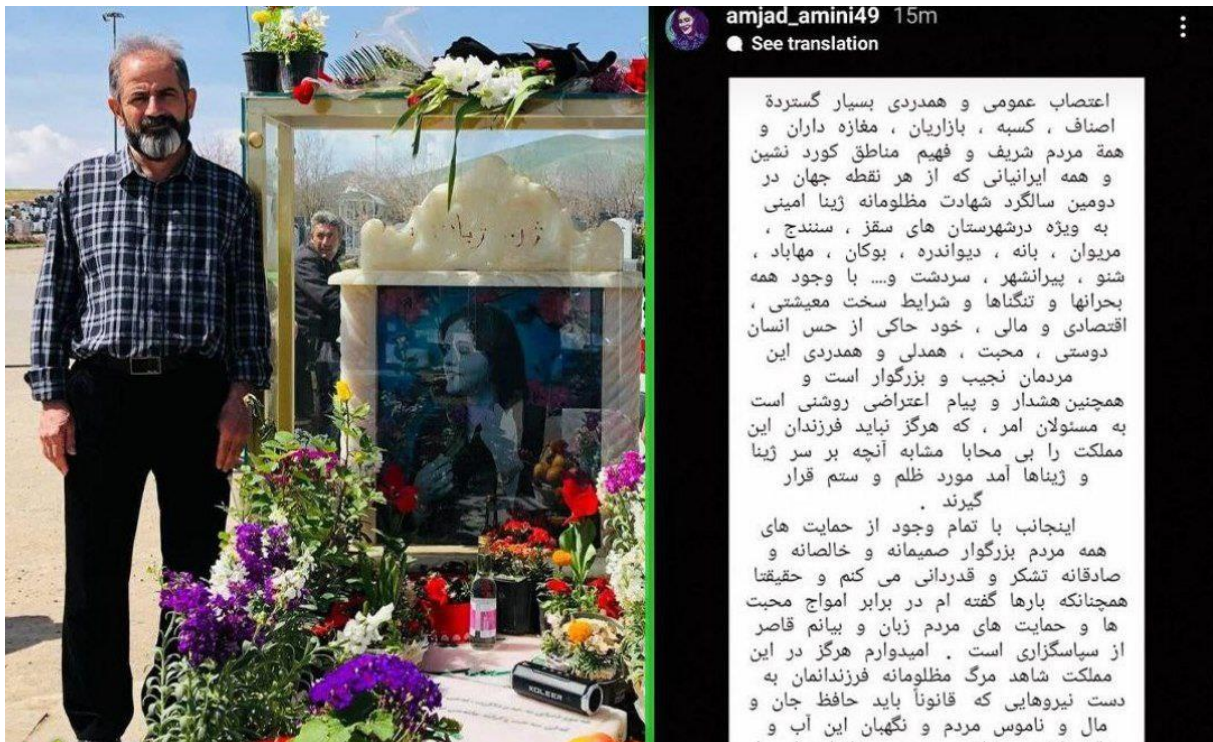 amjad_amini49 15m
See translation
اعتصاب عمومی و همدردی بسیار گستردة
اصناف ، کسبه ، بازاریان ، مغازه داران و
همة مردم شریف و فهیم مناطق کورد نشین
و همه ایرانیانی که از هر نقطه جهان در
دومین سالگرد شهادت مظلومانه ژینا امینی
به ویژه درشهرستان های سقز ، سنندج ،
مریوان ، بانه ، دیواندره ، بوکان ، مهاباد ،
شنو ، پیرانشهر ، سردشت و.... با وجود همه
بحرانها و تنگناها و شرایط سخت معیشتی ،
اقتصادی و مالی ، خود حاکی از حس انسان
دوستی ، محبت ، همدلی و همدردی این
مردمان نجیب و بزرگوار است و
همچنین هشدار و پیام اعتراضی روشنی است
به مسئولان امر ، که هرگز نباید فرزندان این
مملکت را بی محابا مشابه آنچه بر سر ژینا
و ژیناها آمد مورد ظلم و ستم قرار
گیرند .
اینجانب با تمام وجود از حمایت های
همه مردم بزرگوار صمیمانه و خالصانه و
صادقانه تشکر و قدردانی می کنم و حقیقتا
همچنانکه بارها گفته ام در برابر امواج محبت
ها و حمایت های مردم زبان و بیانم قاصر
از سپاسگزاری است . امیدوارم هرگز در این
مملکت شاهد مرگ مظلومانه فرزندانمان به
دست نیروهایی که قانوناً باید حافظ جان و
مال و ناموس مردم و نگهبان این آب و
KOLEER